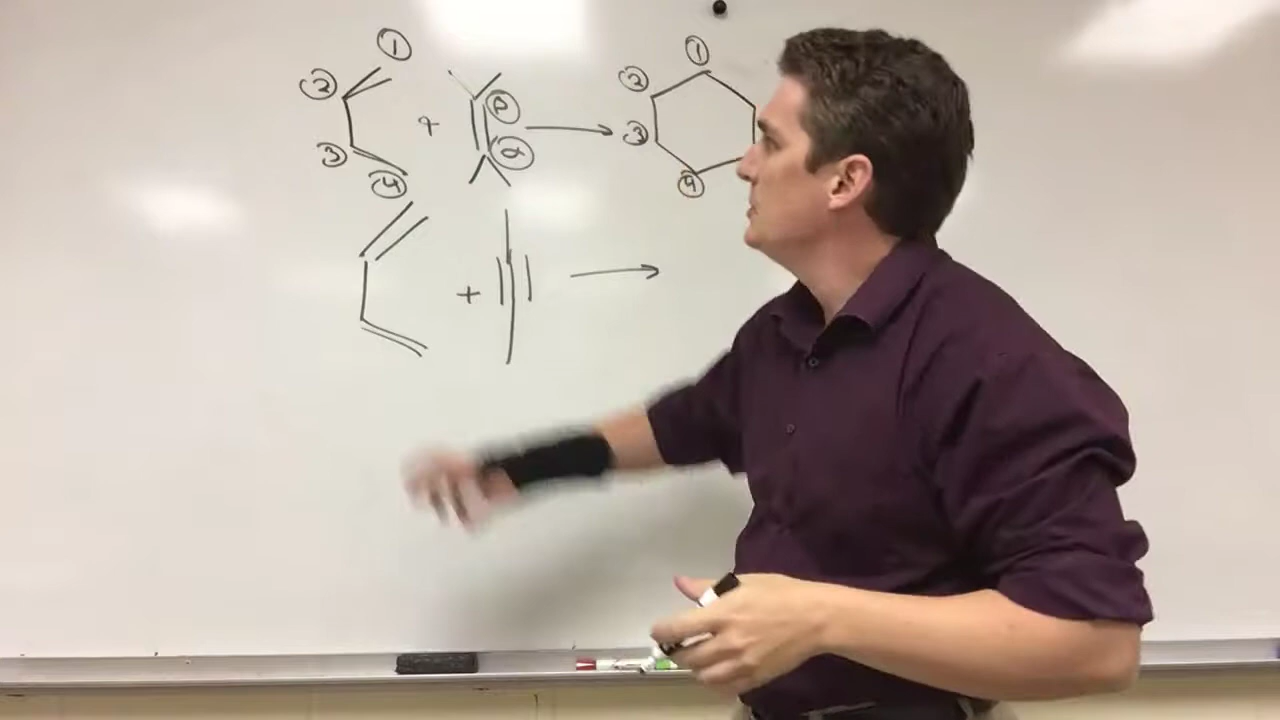 ① ①
② ②
+ β
③ α ③
④ ④
+